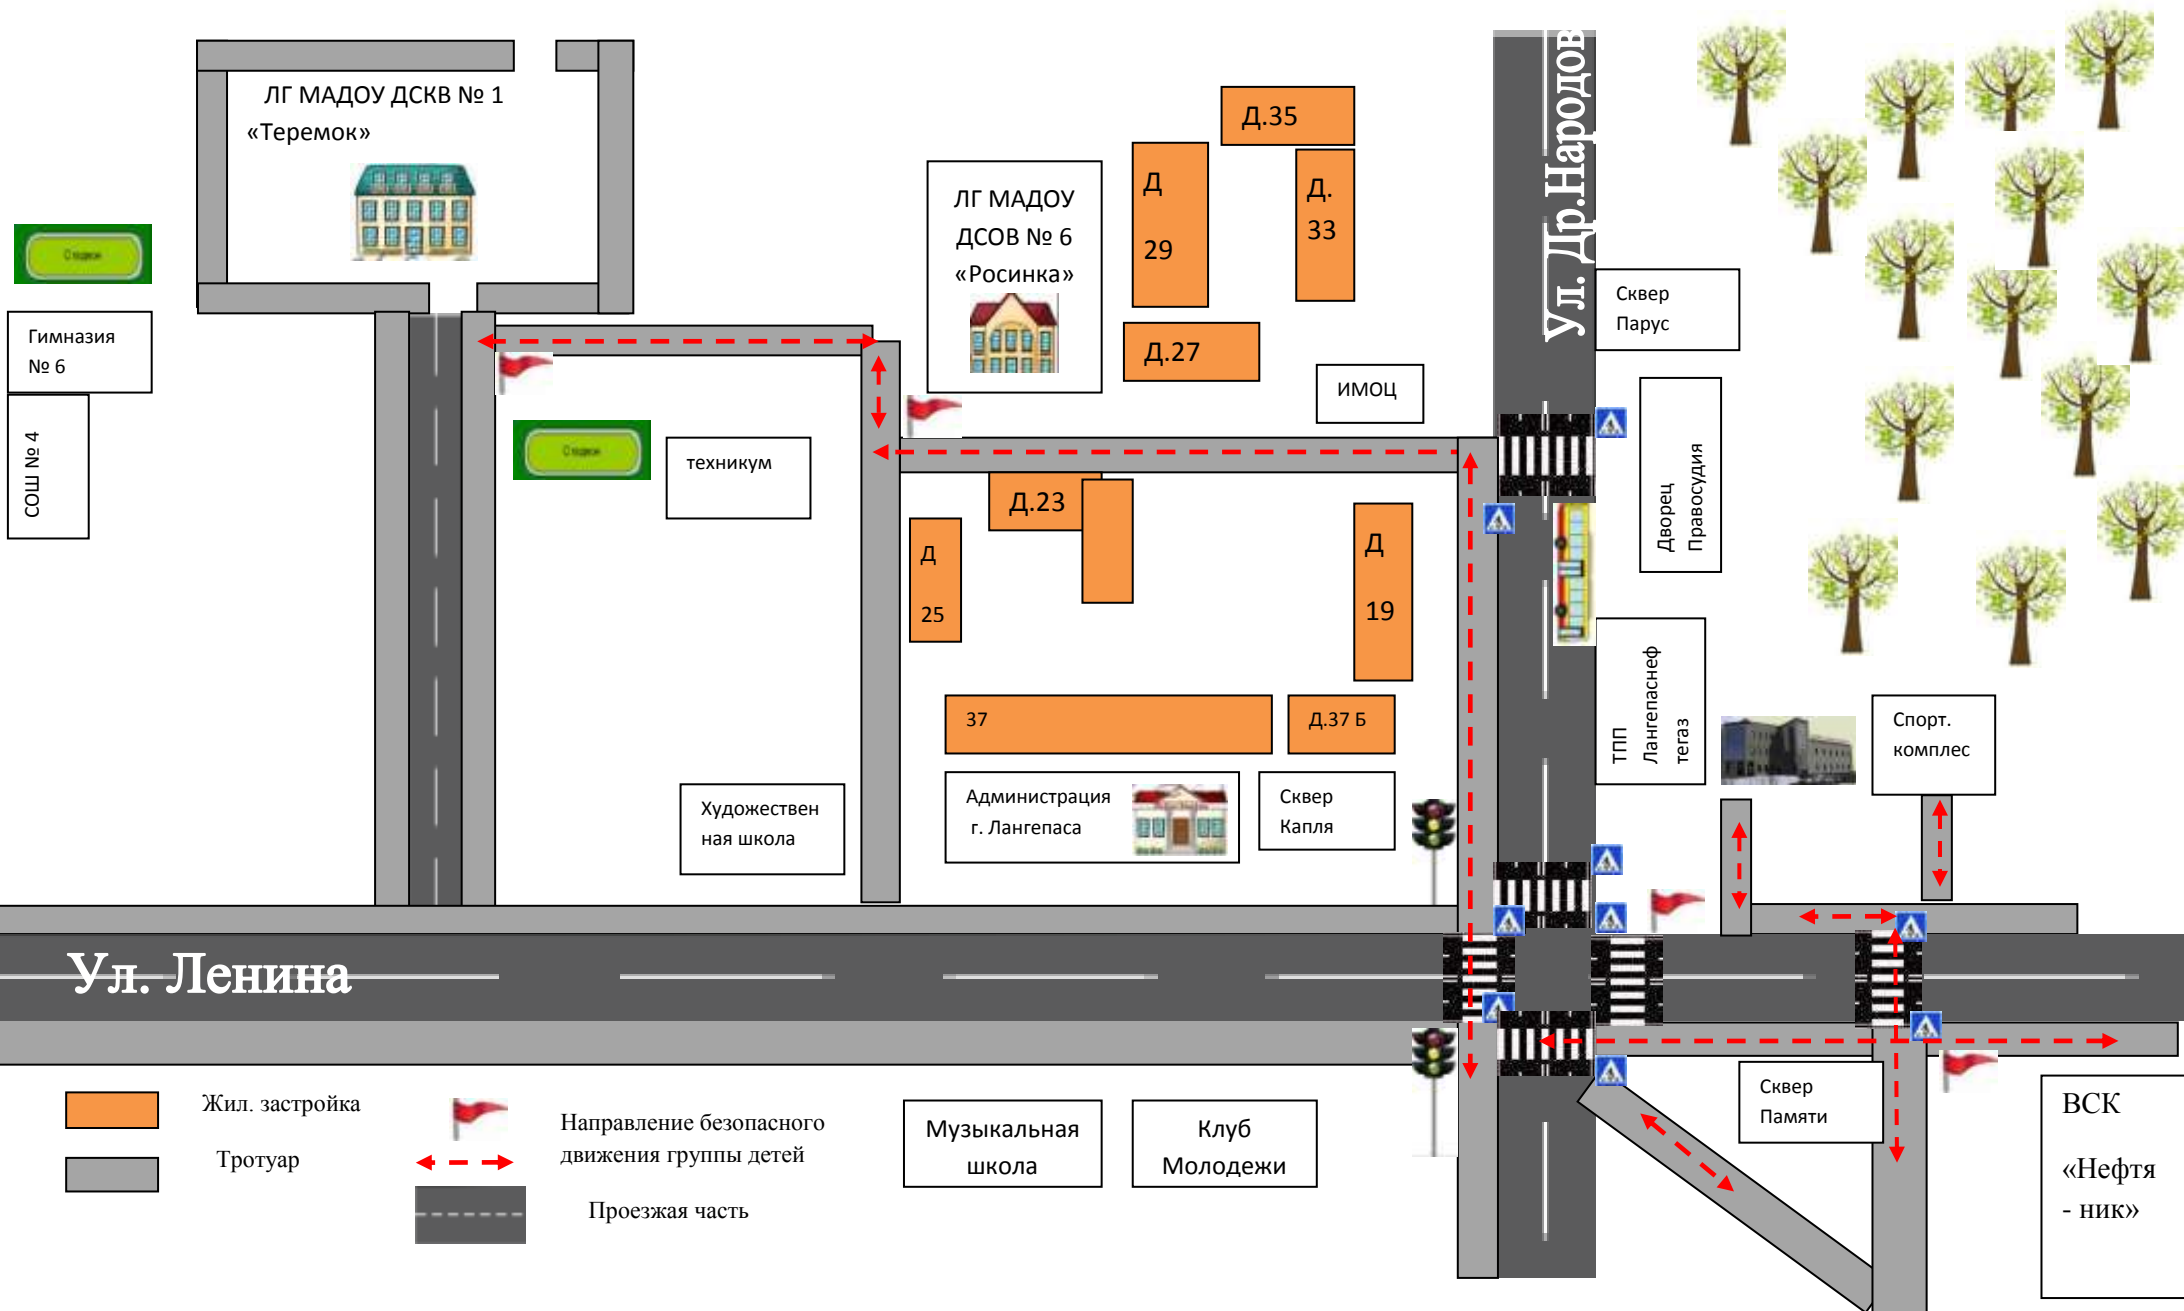 ЛГ МАДОУ ДСКВ № 1
«Теремок»
Стадион
Гимназия
№ 6
СОШ № 4
Стадион
техникум
Художествен
ная школа
ЛГ МАДОУ
ДСОВ № 6
«Росинка»
Д.35
Д
29
Д.
33
Д.27
ИМОЦ
Д.23
Д
25
Д
19
37
Д.37 Б
Администрация
г. Лангепаса
Сквер
Капля
Ул. Др.Народов
Сквер
Парус
Дворец
Правосудия
ТПП
Лангепаснеф
тегаз
Спорт.
комплес
Ул. Ленина
Сквер
Памяти
ВСК
«Нефтя
- ник»
Жил. застройка
Тротуар
Направление безопасного
движения группы детей
Проезжая часть
Музыкальная
школа
Клуб
Молодежи